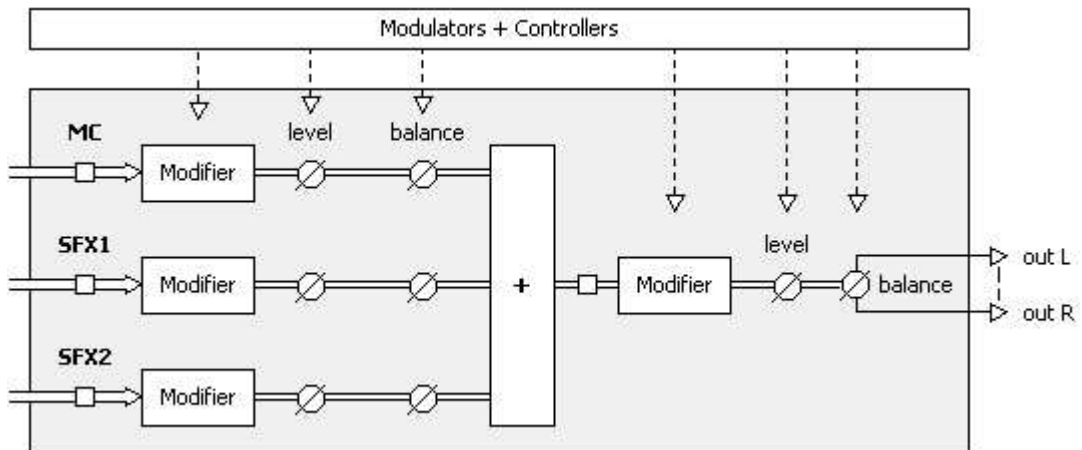 Modulators + Controllers
MC
level
balance
Modifier
SFX1
level
Modifier
+
Modifier
out L
balance
out R
SFX2
Modifier